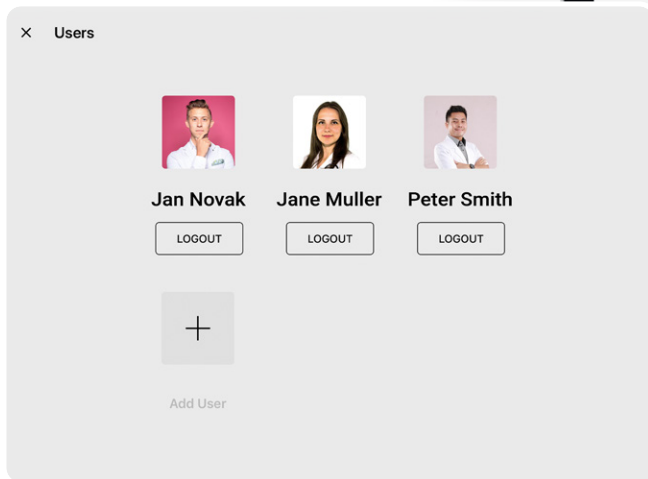 Users
Jan Novak
Jane Muller
Peter Smith
LOGOUT
LOGOUT
LOGOUT
Add User